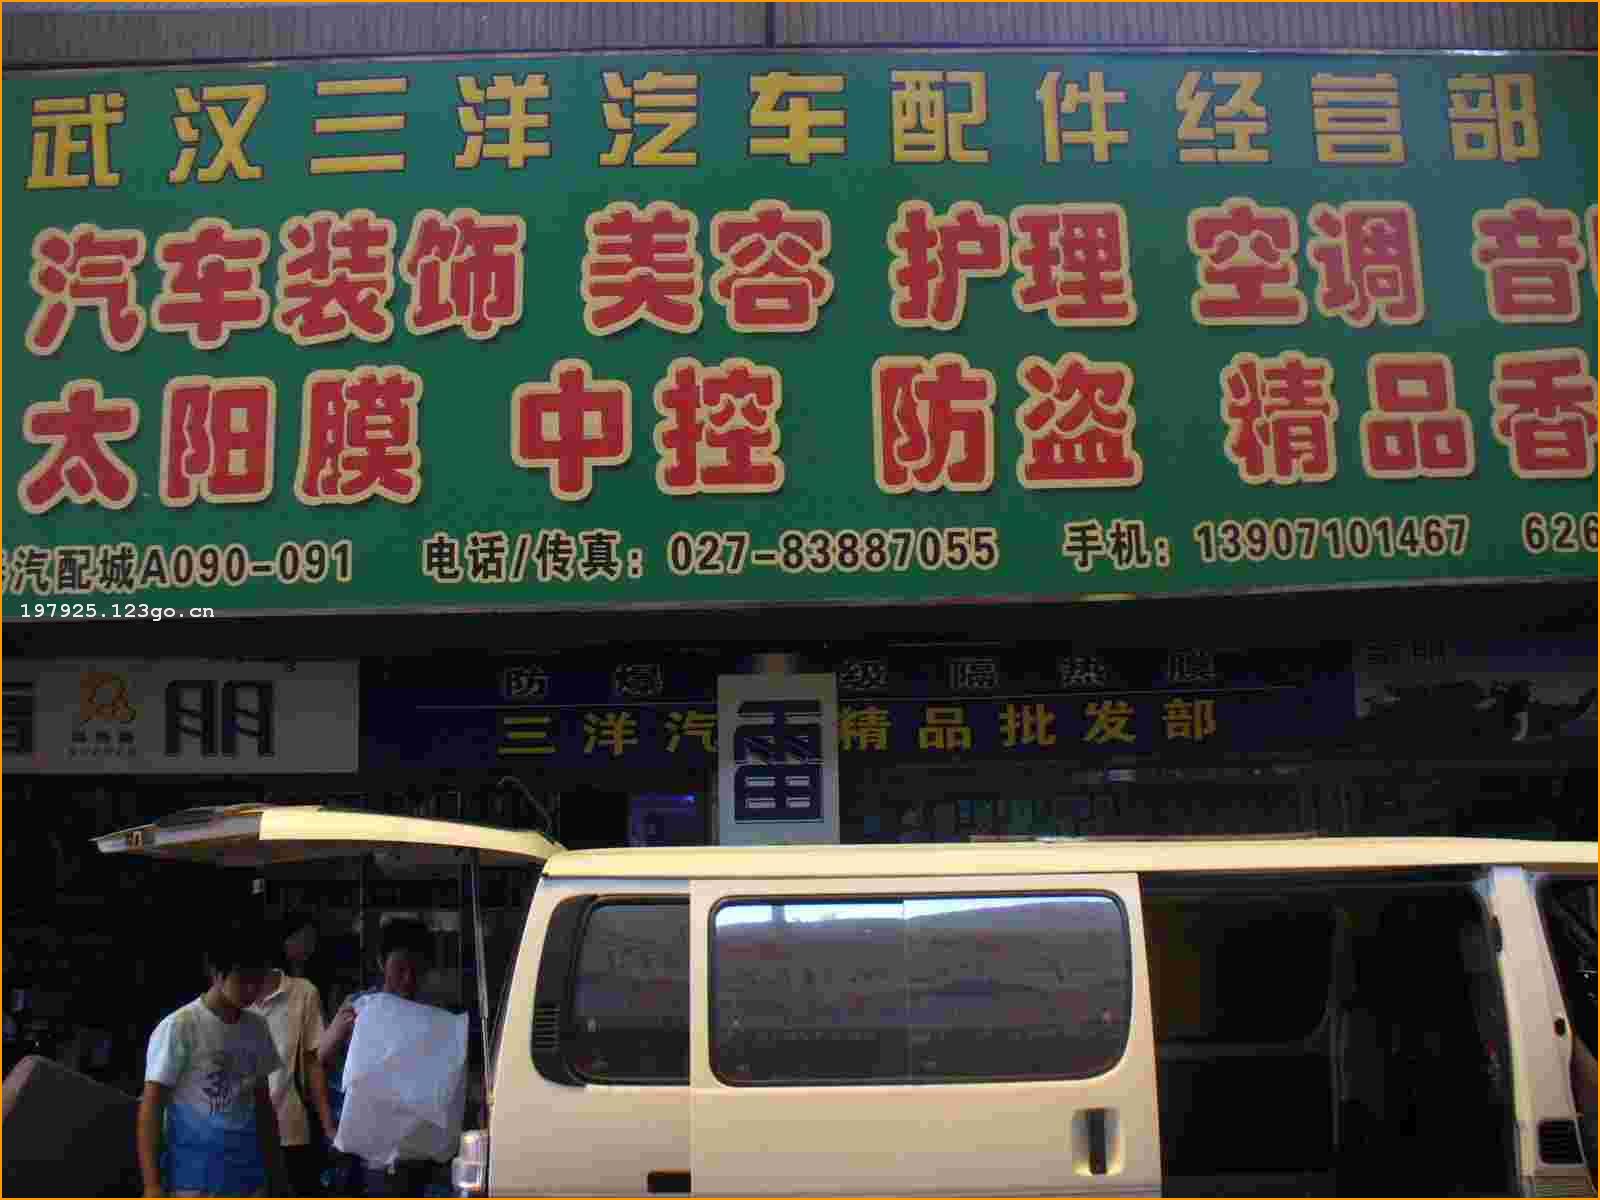 武汉三洋汽车配件经营部
汽车装饰 美容 护理 空调 音
太阳膜 中控 防盗 精品香
汽配城A090-091 电话/传真：027-83887055 手机：13907101467 626
197925.123go.cn
朋
防爆 级隔热膜
三洋汽 精品批发部
雷